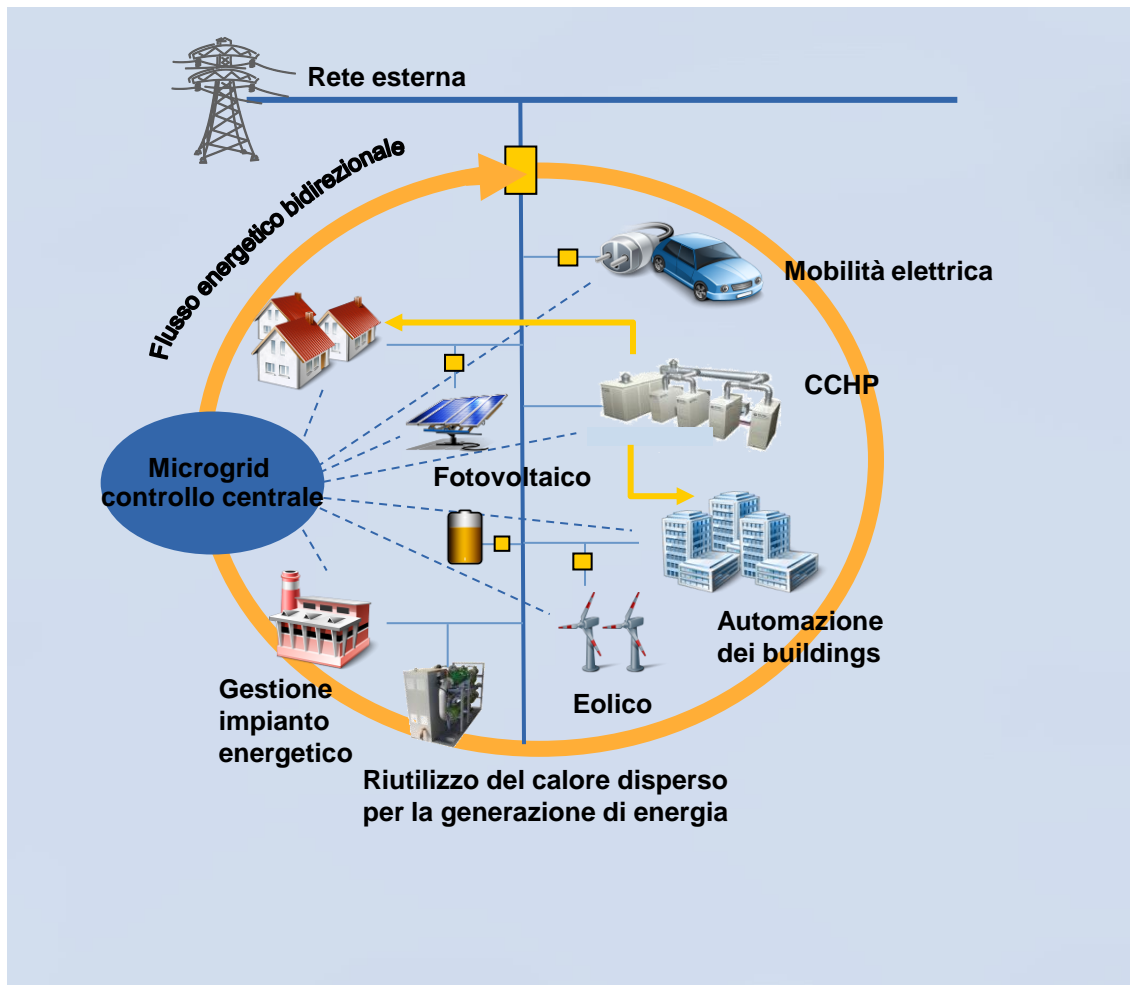 Rete esterna
Flusso energetico bidirezionale
Mobilità elettrica
CCHP
Microgrid
controllo centrale
Fotovoltaico
Automazione
dei buildings
Gestione
impianto
energetico
Eolico
Riutilizzo del calore disperso
per la generazione di energia